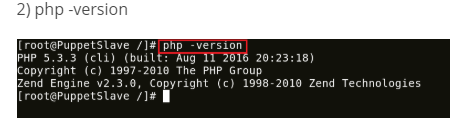 2) php -version
[root@PuppetSlave /]# php -version
PHP 5.3.3 (cli) (built: Aug 11 2016 20:23:18)
Copyright (c) 1997-2010 The PHP Group
Zend Engine v2.3.0, Copyright (c) 1998-2010 Zend Technologies
[root@PuppetSlave /]#